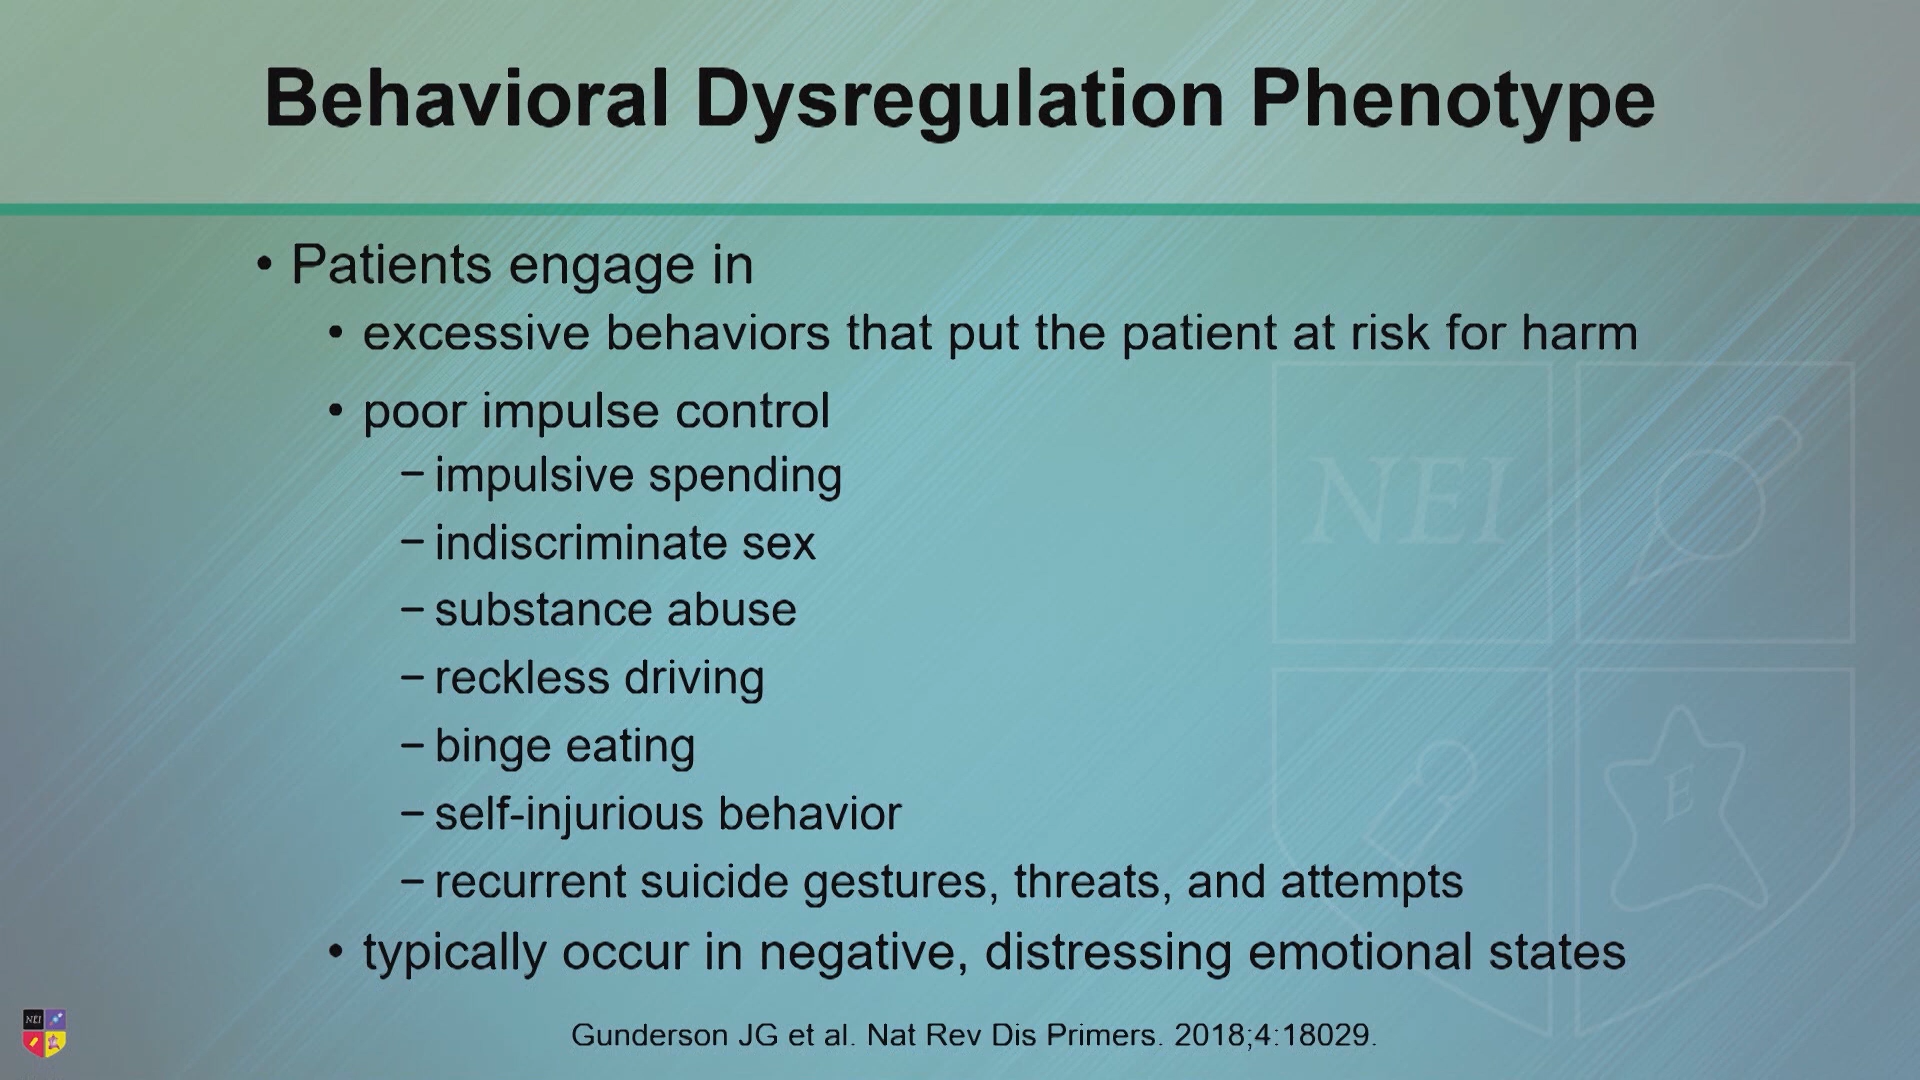 Behavioral Dysregulation Phenotype
• Patients engage in
• excessive behaviors that put the patient at risk for harm
• poor impulse control
– impulsive spending
– indiscriminate sex
– substance abuse
– reckless driving
– binge eating
– self-injurious behavior
– recurrent suicide gestures, threats, and attempts
• typically occur in negative, distressing emotional states
Gunderson JG et al. Nat Rev Dis Primers. 2018;4:18029.
NEI
E
NEI